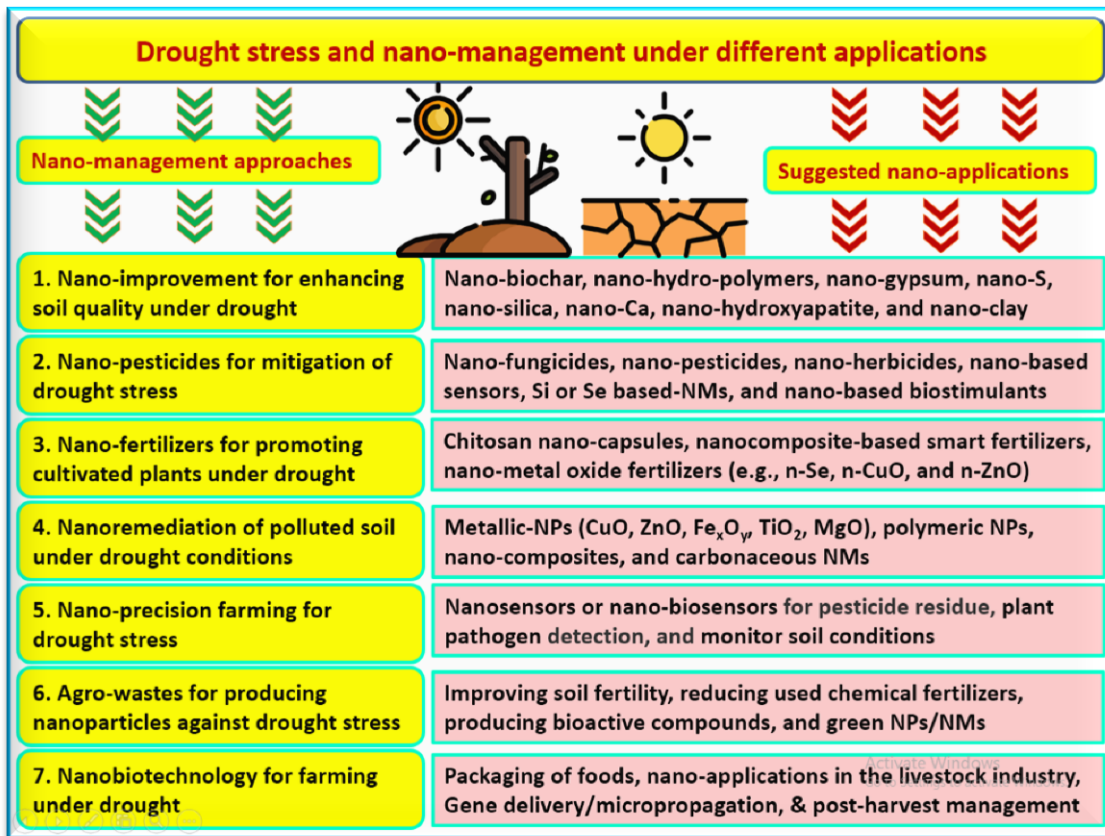 Drought stress and nano-management under different applications
Nano-management approaches
Suggested nano-applications
1. Nano-improvement for enhancing
soil quality under drought
Nano-biochar, nano-hydro-polymers, nano-gypsum, nano-S,
nano-silica, nano-Ca, nano-hydroxyapatite, and nano-clay
2. Nano-pesticides for mitigation of
drought stress
Nano-fungicides, nano-pesticides, nano-herbicides, nano-based
sensors, Si or Se based-NMs, and nano-based biostimulants
3. Nano-fertilizers for promoting
cultivated plants under drought
Chitosan nano-capsules, nanocomposite-based smart fertilizers,
nano-metal oxide fertilizers (e.g., n-Se, n-CuO, and n-ZnO)
4. Nanoremediation of polluted soil
under drought conditions
Metallic-NPs (CuO, ZnO, FeₓOᵧ, TiO₂, MgO), polymeric NPs,
nano-composites, and carbonaceous NMs
5. Nano-precision farming for
drought stress
Nanosensors or nano-biosensors for pesticide residue, plant
pathogen detection, and monitor soil conditions
6. Agro-wastes for producing
nanoparticles against drought stress
Improving soil fertility, reducing used chemical fertilizers,
producing bioactive compounds, and green NPs/NMs
7. Nanobiotechnology for farming
under drought
Packaging of foods, nano-applications in the livestock industry,
Gene delivery/micropropagation, & post-harvest management
Activate Windows
Go to Settings to activate Windows.